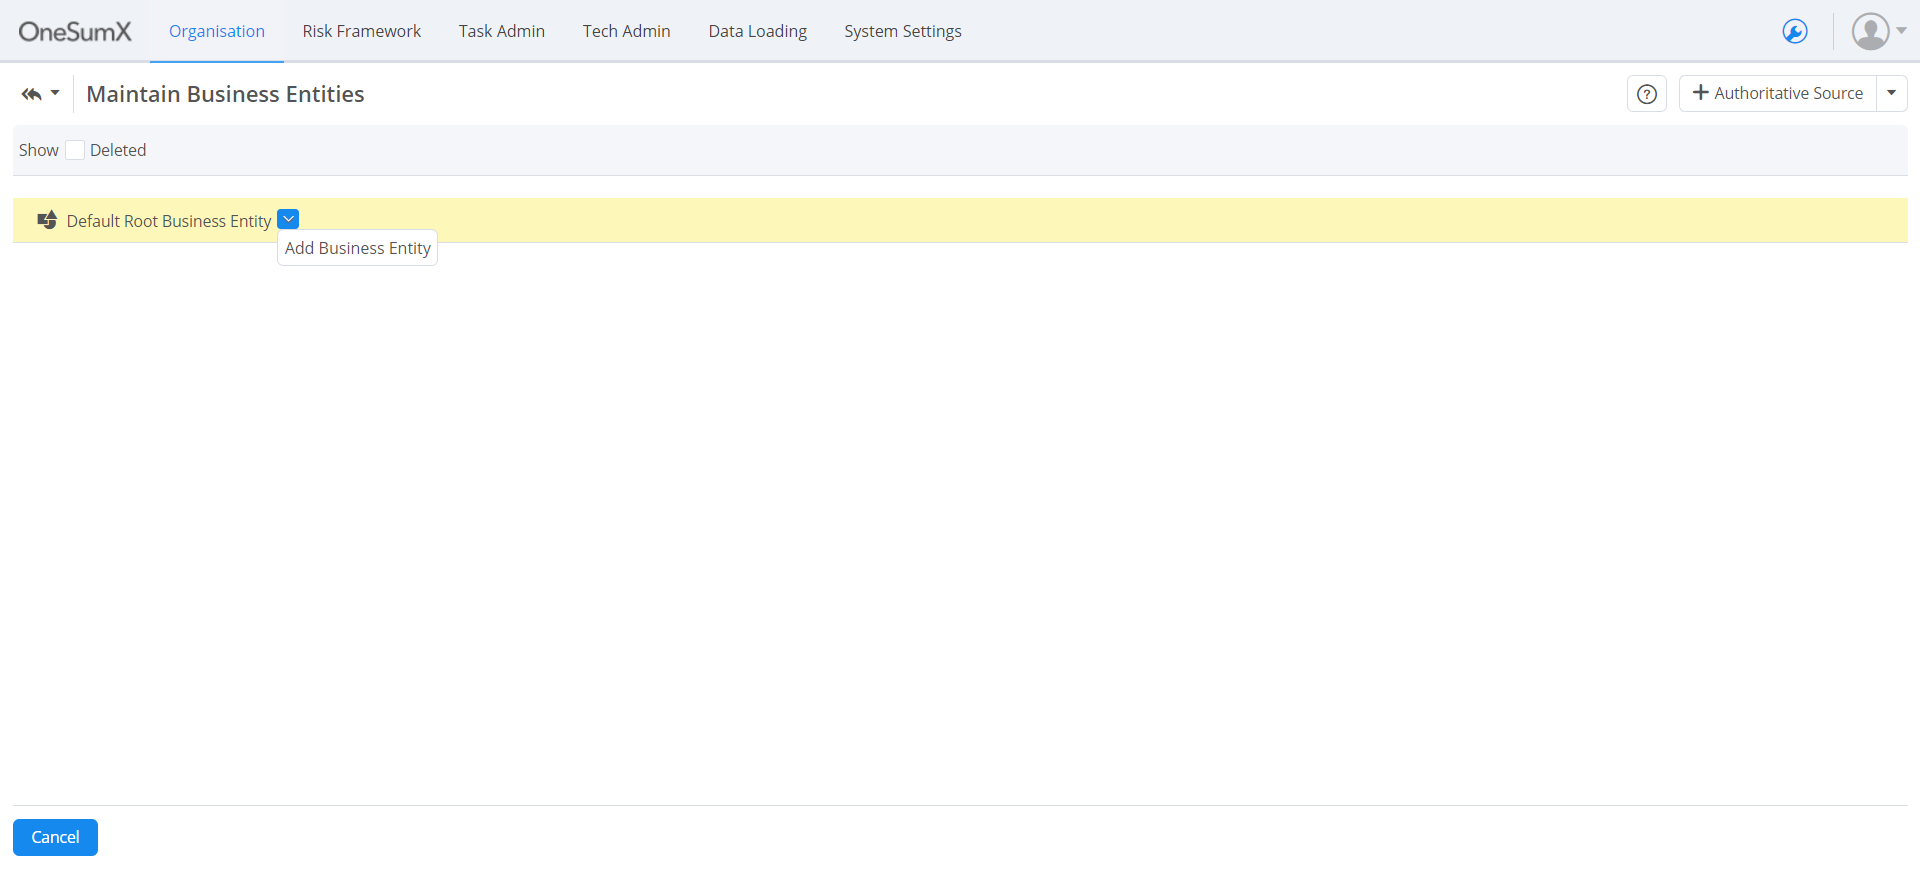 OneSumX Organisation Risk Framework Task Admin Tech Admin Data Loading System Settings
Maintain Business Entities ? + Authoritative Source
Show Deleted
Default Root Business Entity
Add Business Entity
Cancel